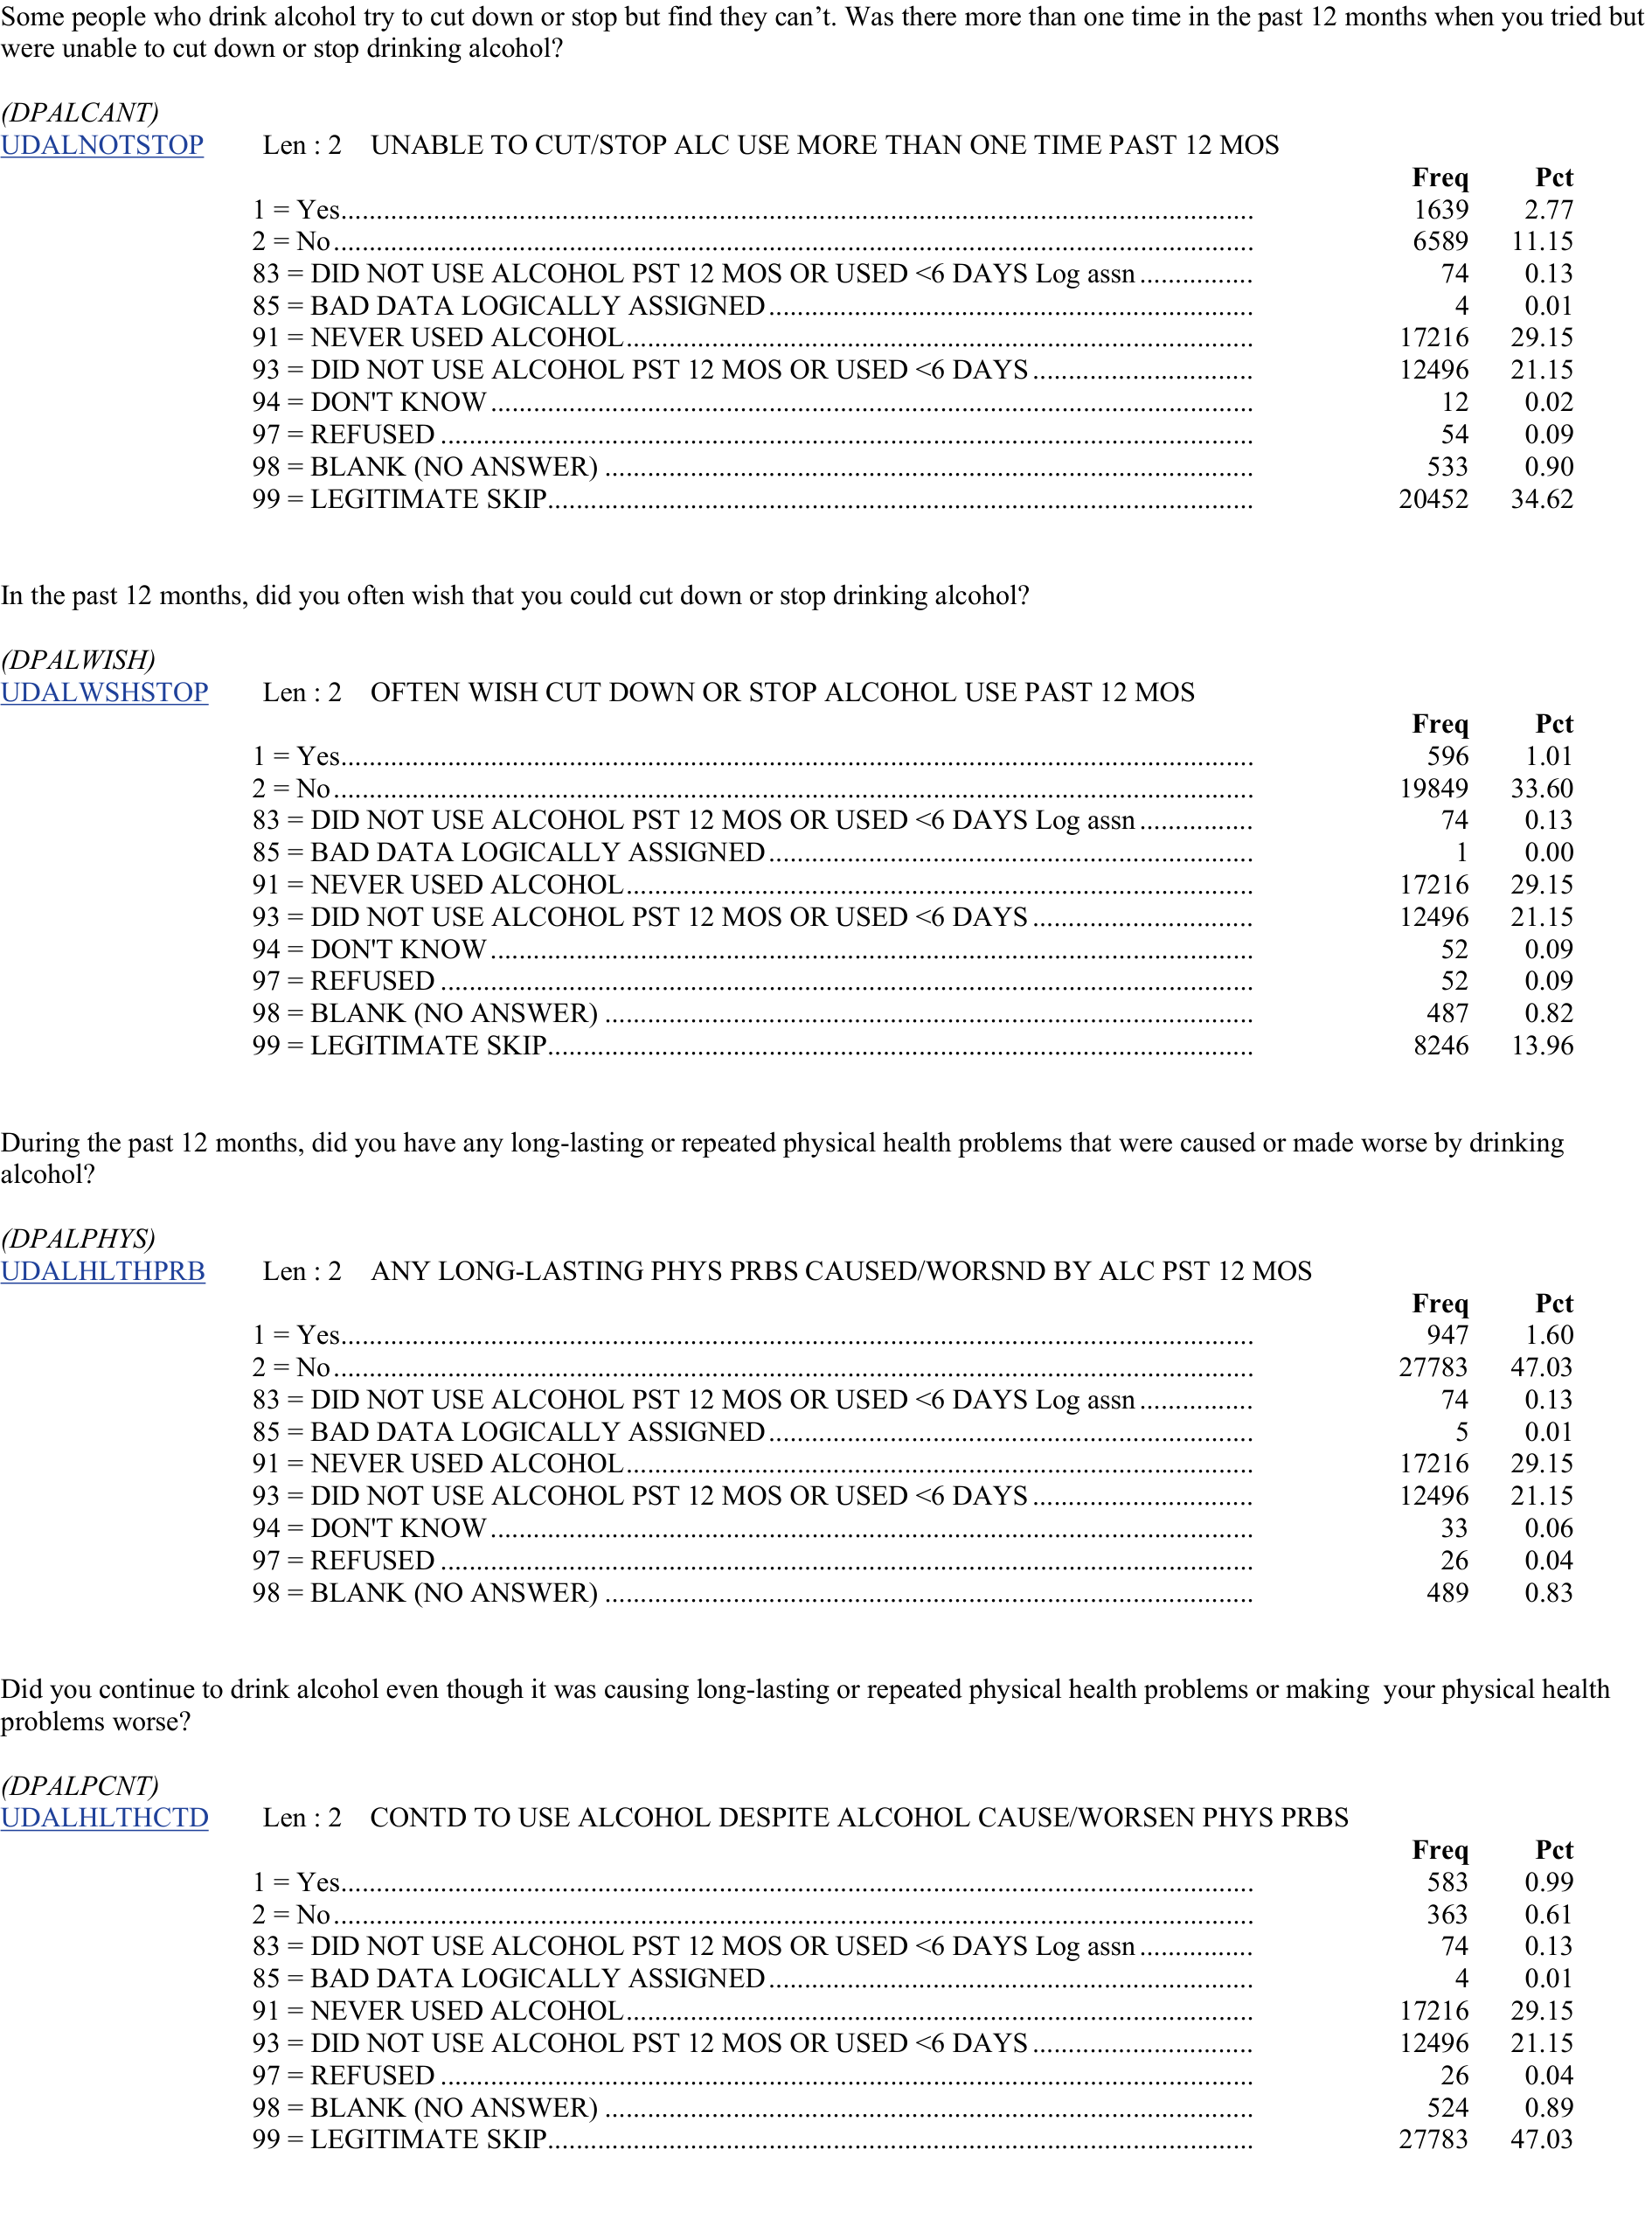 Some people who drink alcohol try to cut down or stop but find they can’t. Was there more than one time in the past 12 months when you tried but
were unable to cut down or stop drinking alcohol?
(DPALCANT)
UDALNOTSTOP Len : 2 UNABLE TO CUT/STOP ALC USE MORE THAN ONE TIME PAST 12 MOS
Freq Pct
1 = Yes.......... 1639 2.77
2 = No.......... 6589 11.15
83 = DID NOT USE ALCOHOL PST 12 MOS OR USED <6 DAYS Log assn.......... 74 0.13
85 = BAD DATA LOGICALLY ASSIGNED.......... 4 0.01
91 = NEVER USED ALCOHOL.......... 17216 29.15
93 = DID NOT USE ALCOHOL PST 12 MOS OR USED <6 DAYS.......... 12496 21.15
94 = DON'T KNOW.......... 12 0.02
97 = REFUSED.......... 54 0.09
98 = BLANK (NO ANSWER).......... 533 0.90
99 = LEGITIMATE SKIP.......... 20452 34.62
In the past 12 months, did you often wish that you could cut down or stop drinking alcohol?
(DPALWISH)
UDALWSHSTOP Len : 2 OFTEN WISH CUT DOWN OR STOP ALCOHOL USE PAST 12 MOS
Freq Pct
1 = Yes.......... 596 1.01
2 = No.......... 19849 33.60
83 = DID NOT USE ALCOHOL PST 12 MOS OR USED <6 DAYS Log assn.......... 74 0.13
85 = BAD DATA LOGICALLY ASSIGNED.......... 1 0.00
91 = NEVER USED ALCOHOL.......... 17216 29.15
93 = DID NOT USE ALCOHOL PST 12 MOS OR USED <6 DAYS.......... 12496 21.15
94 = DON'T KNOW.......... 52 0.09
97 = REFUSED.......... 52 0.09
98 = BLANK (NO ANSWER).......... 487 0.82
99 = LEGITIMATE SKIP.......... 8246 13.96
During the past 12 months, did you have any long-lasting or repeated physical health problems that were caused or made worse by drinking
alcohol?
(DPALPHYS)
UDALHLTHPRB Len : 2 ANY LONG-LASTING PHYS PRBS CAUSED/WORSND BY ALC PST 12 MOS
Freq Pct
1 = Yes.......... 947 1.60
2 = No.......... 27783 47.03
83 = DID NOT USE ALCOHOL PST 12 MOS OR USED <6 DAYS Log assn.......... 74 0.13
85 = BAD DATA LOGICALLY ASSIGNED.......... 5 0.01
91 = NEVER USED ALCOHOL.......... 17216 29.15
93 = DID NOT USE ALCOHOL PST 12 MOS OR USED <6 DAYS.......... 12496 21.15
94 = DON'T KNOW.......... 33 0.06
97 = REFUSED.......... 26 0.04
98 = BLANK (NO ANSWER).......... 489 0.83
Did you continue to drink alcohol even though it was causing long-lasting or repeated physical health problems or making your physical health
problems worse?
(DPALPCNT)
UDALHLTHCTD Len : 2 CONTD TO USE ALCOHOL DESPITE ALCOHOL CAUSE/WORSEN PHYS PRBS
Freq Pct
1 = Yes.......... 583 0.99
2 = No.......... 363 0.61
83 = DID NOT USE ALCOHOL PST 12 MOS OR USED <6 DAYS Log assn.......... 74 0.13
85 = BAD DATA LOGICALLY ASSIGNED.......... 4 0.01
91 = NEVER USED ALCOHOL.......... 17216 29.15
93 = DID NOT USE ALCOHOL PST 12 MOS OR USED <6 DAYS.......... 12496 21.15
97 = REFUSED.......... 26 0.04
98 = BLANK (NO ANSWER).......... 524 0.89
99 = LEGITIMATE SKIP.......... 27783 47.03